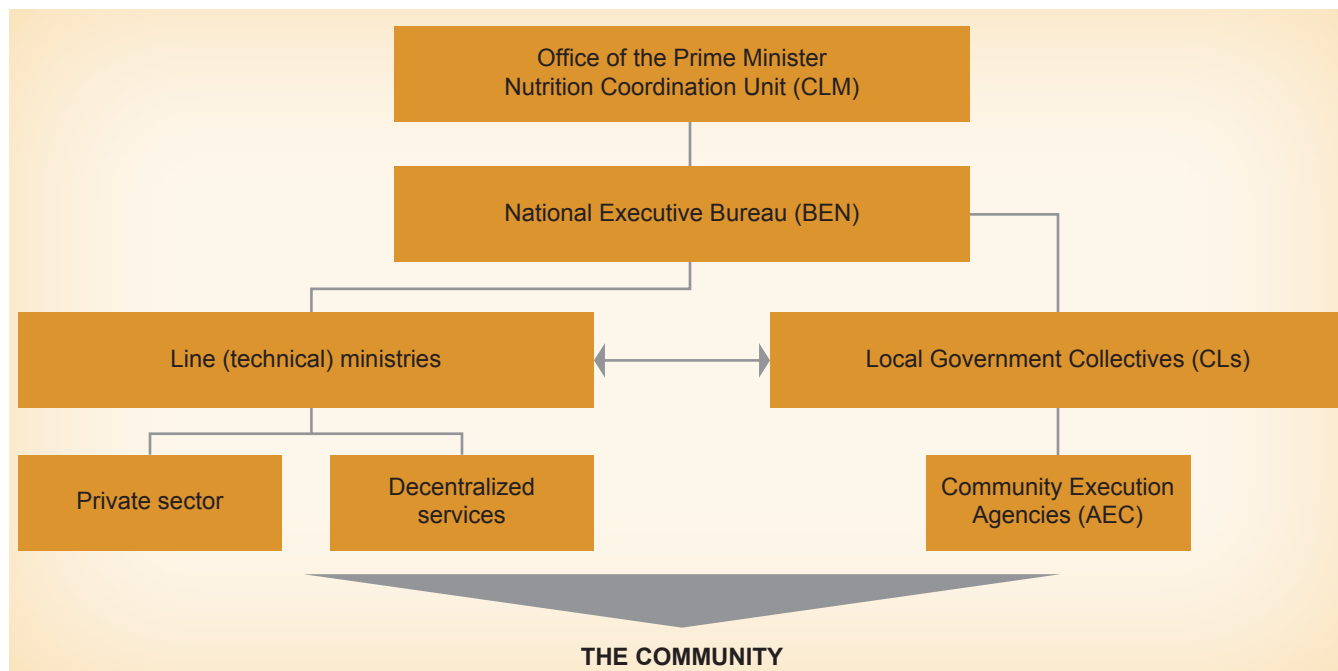 Office of the Prime Minister
Nutrition Coordination Unit (CLM)
National Executive Bureau (BEN)
Line (technical) ministries
Local Government Collectives (CLs)
Private sector
Decentralized
services
Community Execution
Agencies (AEC)
THE COMMUNITY